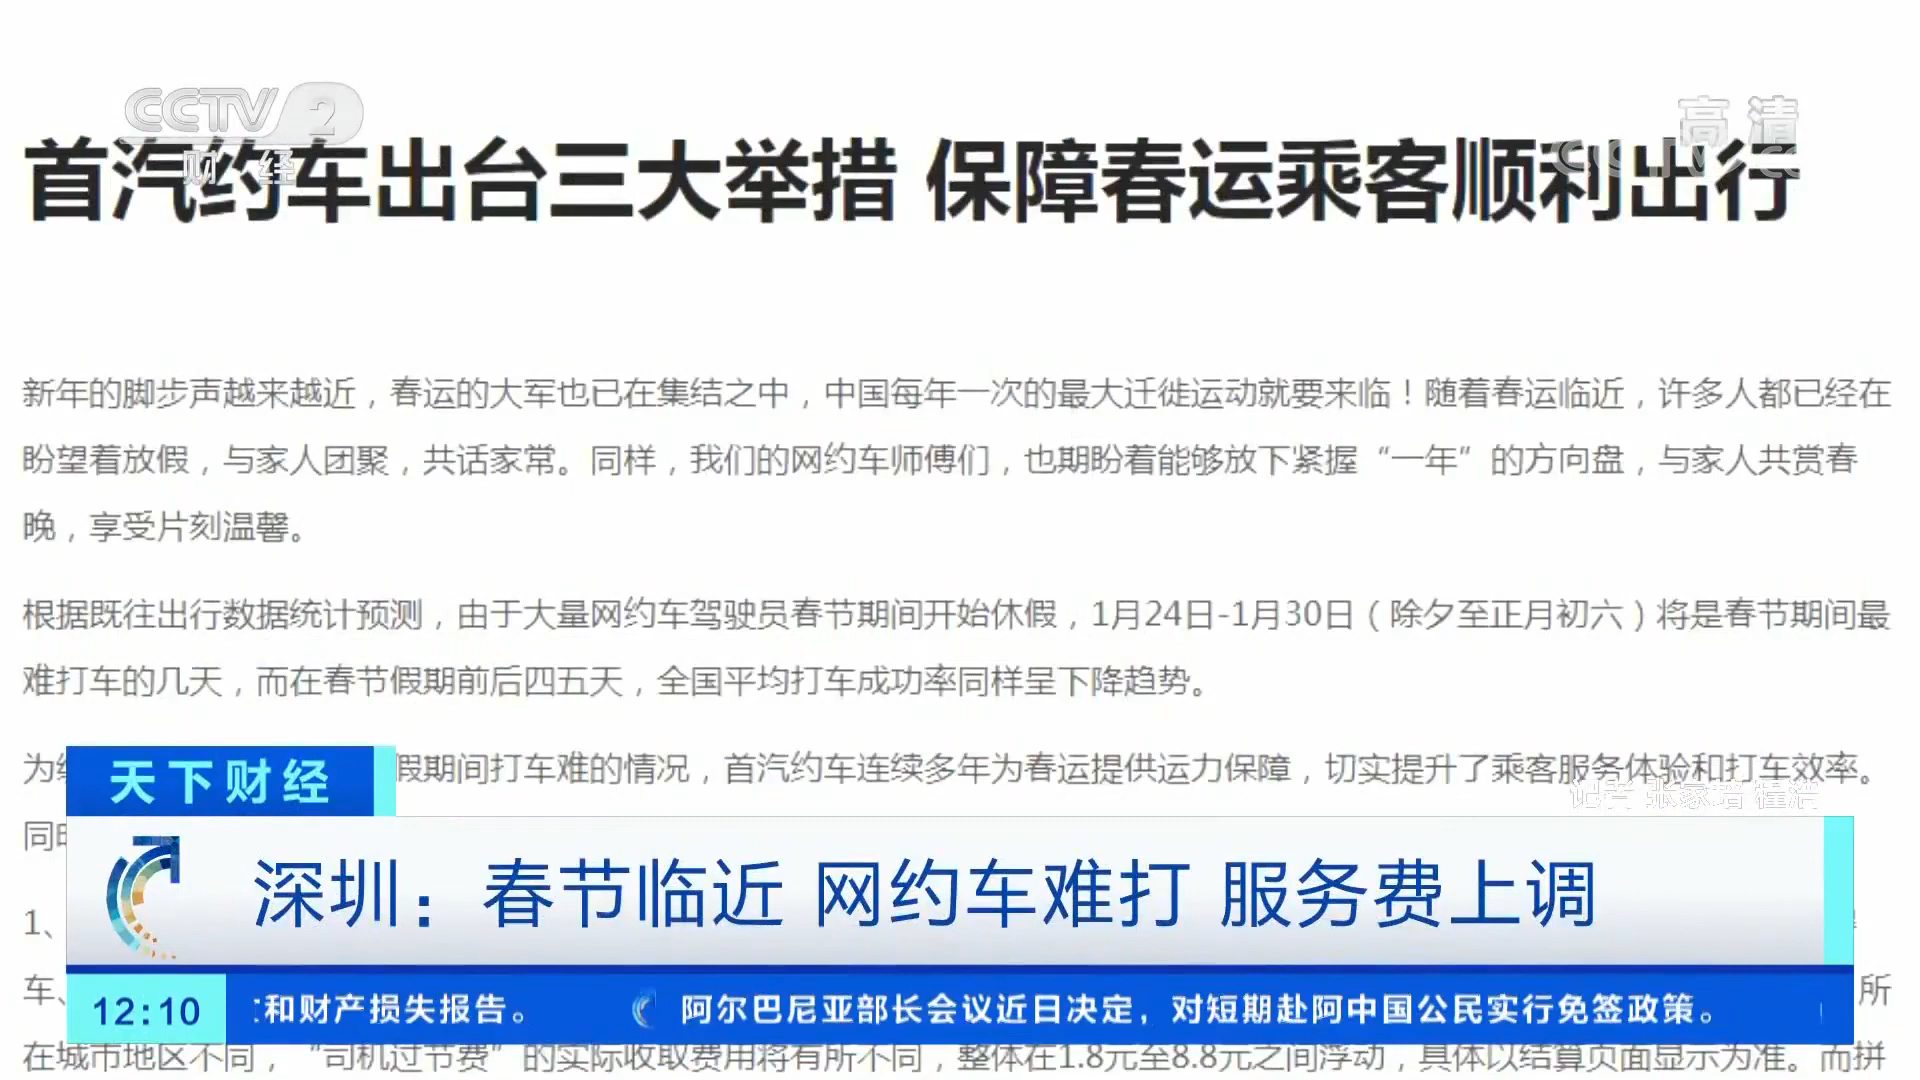 CCTV 2
财 经
高清
首汽约车出台三大举措 保障春运乘客顺利出行
新年的脚步声越来越近，春运的大军也已在集结之中，中国每年一次的最大迁徙运动就要来临！随着春运临近，许多人都已经在
盼望着放假，与家人团聚，共话家常。同样，我们的网约车师傅们，也期盼着能够放下紧握“一年”的方向盘，与家人共赏春
晚，享受片刻温馨。
根据既往出行数据统计预测，由于大量网约车驾驶员春节期间开始休假，1月24日-1月30日（除夕至正月初六）将是春节期间最
难打车的几天，而在春节假期前后四五天，全国平均打车成功率同样呈下降趋势。
为 假期间打车难的情况，首汽约车连续多年为春运提供运力保障，切实提升了乘客服务体验和打车效率。
天下财经
记者 张家瑨 程浩
同
深圳：春节临近 网约车难打 服务费上调
1、
车、 所
12:10
和财产损失报告。 阿尔巴尼亚部长会议近日决定，对短期赴阿中国公民实行免签政策。
在城市地区不同，“司机过节费”的实际收取费用将有所不同，整体在1.8元至8.8元之间浮动，具体以结算页面显示为准。而拼